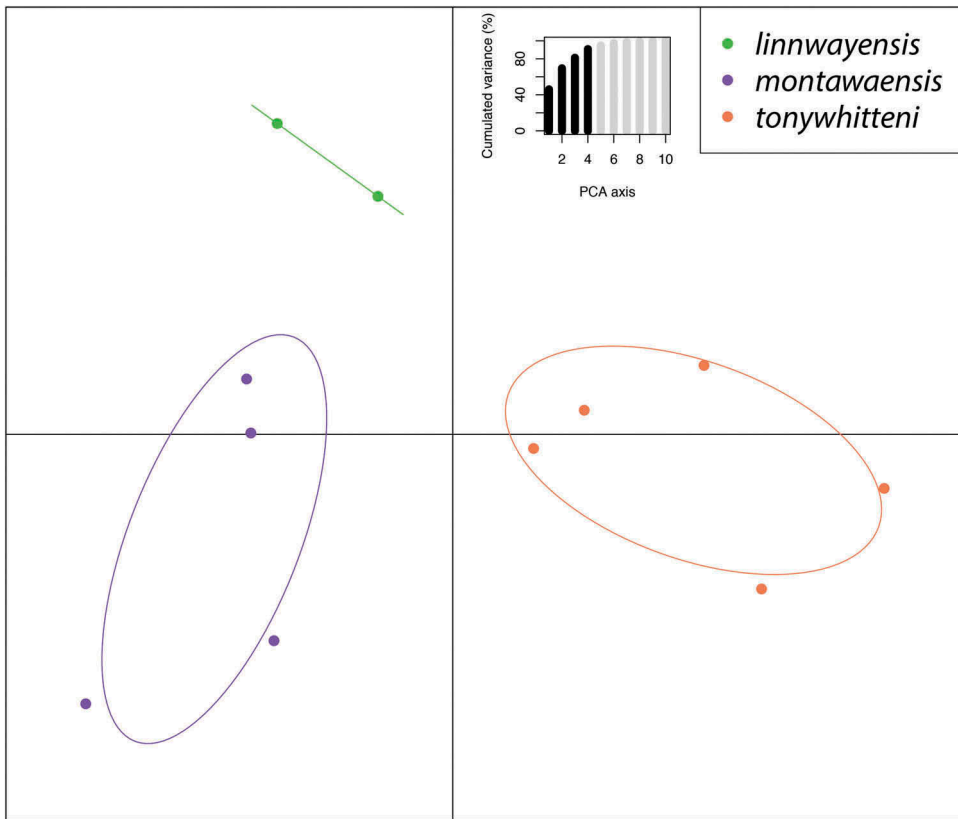 linnwayensis
montawaensis
tonywhitteni
Cumulated variance (%)
80
40
0
2 4 6 8 10
PCA axis